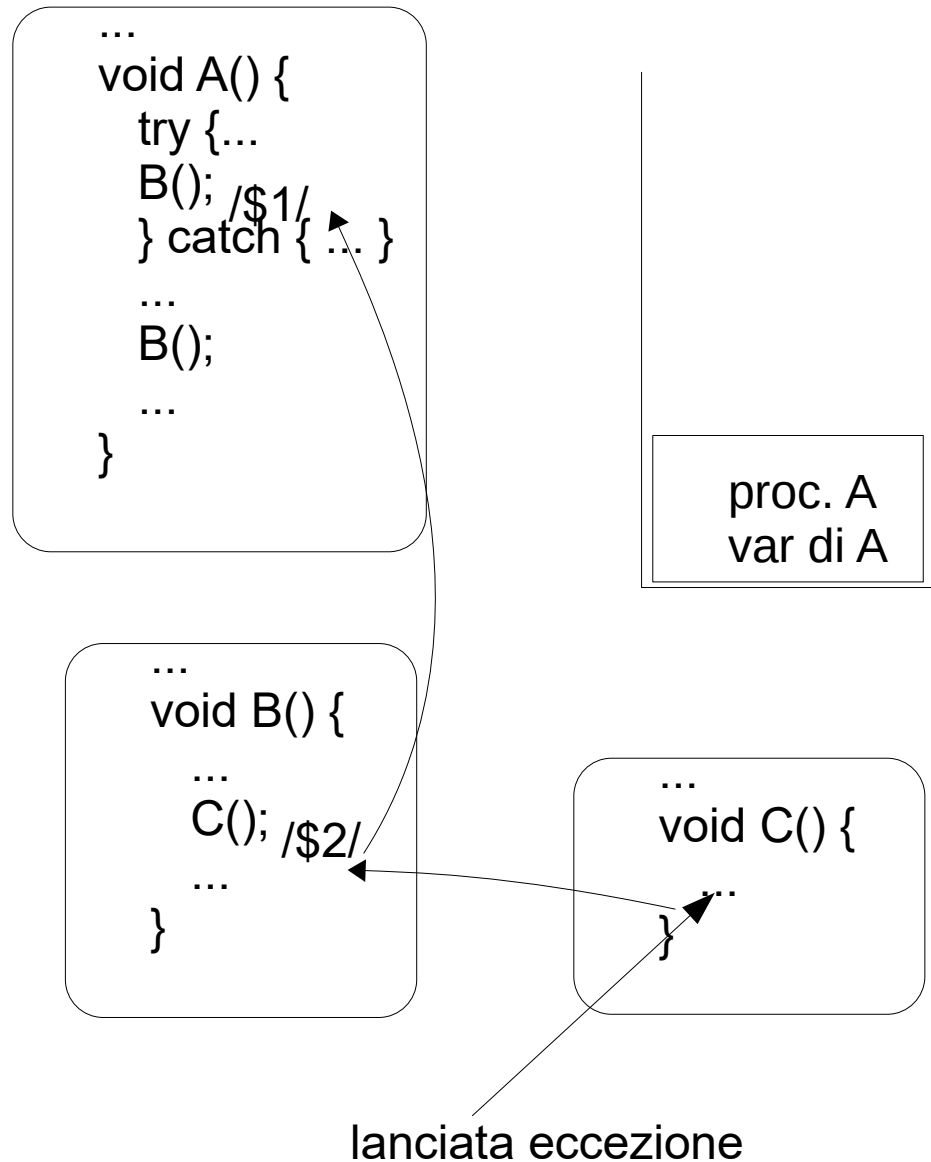 ...
void A() {
try {...
B(); /$1/
} catch { ... }
...
B();
...
}
proc. A
var di A
...
void B() {
...
C(); /$2/
...
}
...
void C() {
...
}
lanciata eccezione